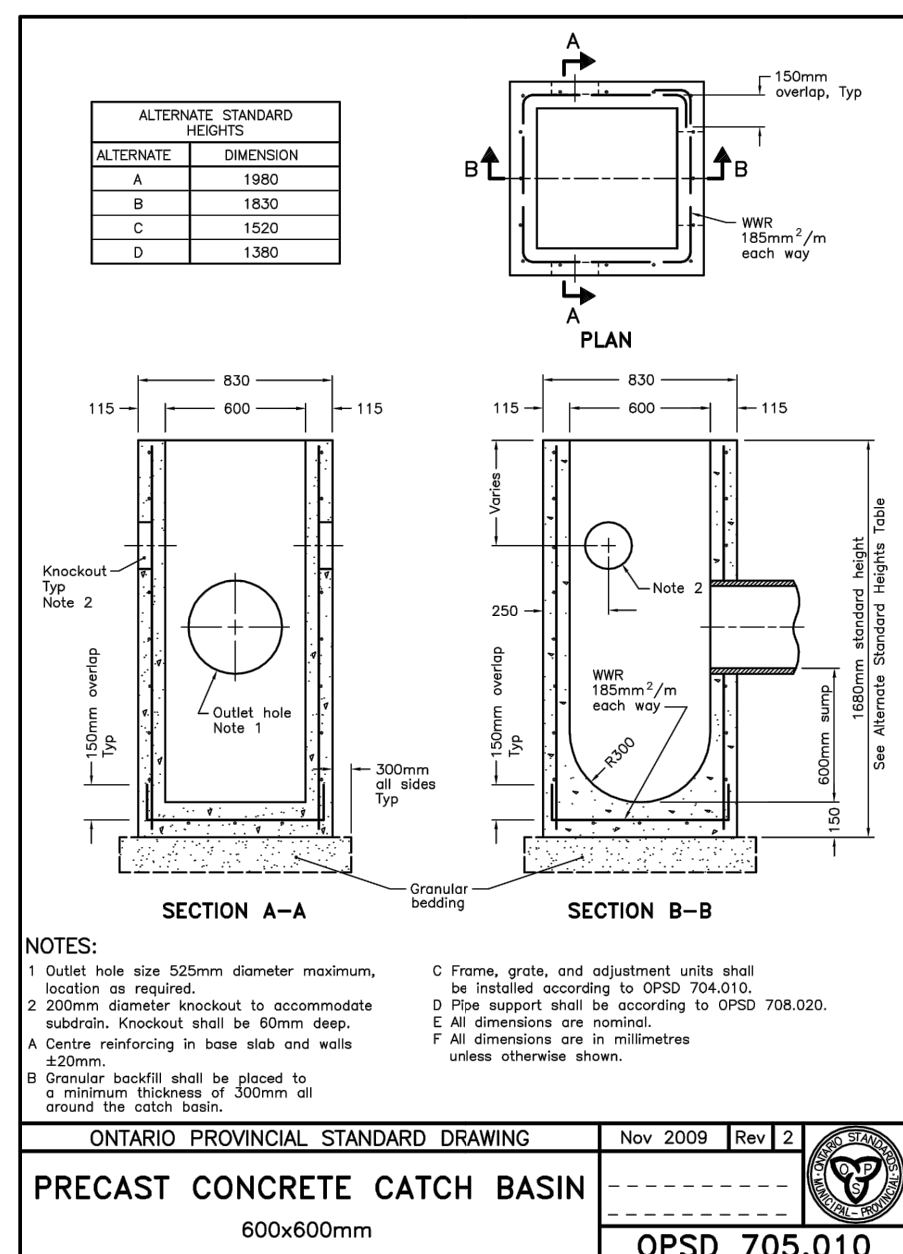 ALTERNATE STANDARD
HEIGHTS
ALTERNATE DIMENSION
A 1980
B 1830
C 1520
D 1380
A
150mm
overlap, Typ
B
B
WWR
185mm²/m
each way
A
PLAN
830
115
600
115
Knockout
Typ
Note 2
150mm overlap
Typ
Outlet hole
Note 1
300mm
all sides
Typ
SECTION A–A
830
115
600
115
Varies
Note 2
250
WWR
185mm²/m
each way
150mm overlap
Typ
R300
600mm sump
150
1680mm standard height
See Alternate Standard Heights Table
Granular
bedding
SECTION B–B
NOTES:
1 Outlet hole size 525mm diameter maximum,
location as required.
2 200mm diameter knockout to accommodate
subdrain. Knockout shall be 60mm deep.
A Centre reinforcing in base slab and walls
±20mm.
B Granular backfill shall be placed to
a minimum thickness of 300mm all
around the catch basin.
C Frame, grate, and adjustment units shall
be installed according to OPSD 704.010.
D Pipe support shall be according to OPSD 708.020.
E All dimensions are nominal.
F All dimensions are in millimetres
unless otherwise shown.
ONTARIO PROVINCIAL STANDARD DRAWING
Nov 2009 Rev 2
PRECAST CONCRETE CATCH BASIN
600x600mm
ONTARIO STANDARDS
MUNICIPAL–PROVINCIAL
O P
S
OPSD 705.010